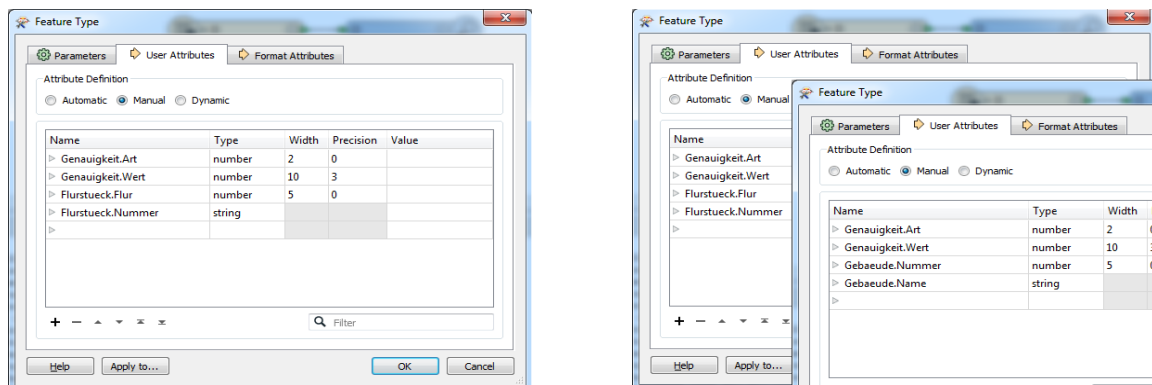 Feature Type
Parameters User Attributes Format Attributes
Attribute Definition
Automatic Manual Dynamic
Name Type Width Precision Value
Genauigkeit.Art number 2 0
Genauigkeit.Wert number 10 3
Flurstueck.Flur number 5 0
Flurstueck.Nummer string
Filter
Help Apply to... OK Cancel
Feature Type
Parameters User Attributes Format Attributes
Attribute Definition
Automatic Manual
Name
Genauigkeit.Art
Genauigkeit.Wert
Flurstueck.Flur
Flurstueck.Nummer
Help Apply to...
Feature Type
Parameters User Attributes Format Attributes
Attribute Definition
Automatic Manual Dynamic
Name Type Width
Genauigkeit.Art number 2
Genauigkeit.Wert number 10
Gebaeude.Nummer number 5
Gebaeude.Name string